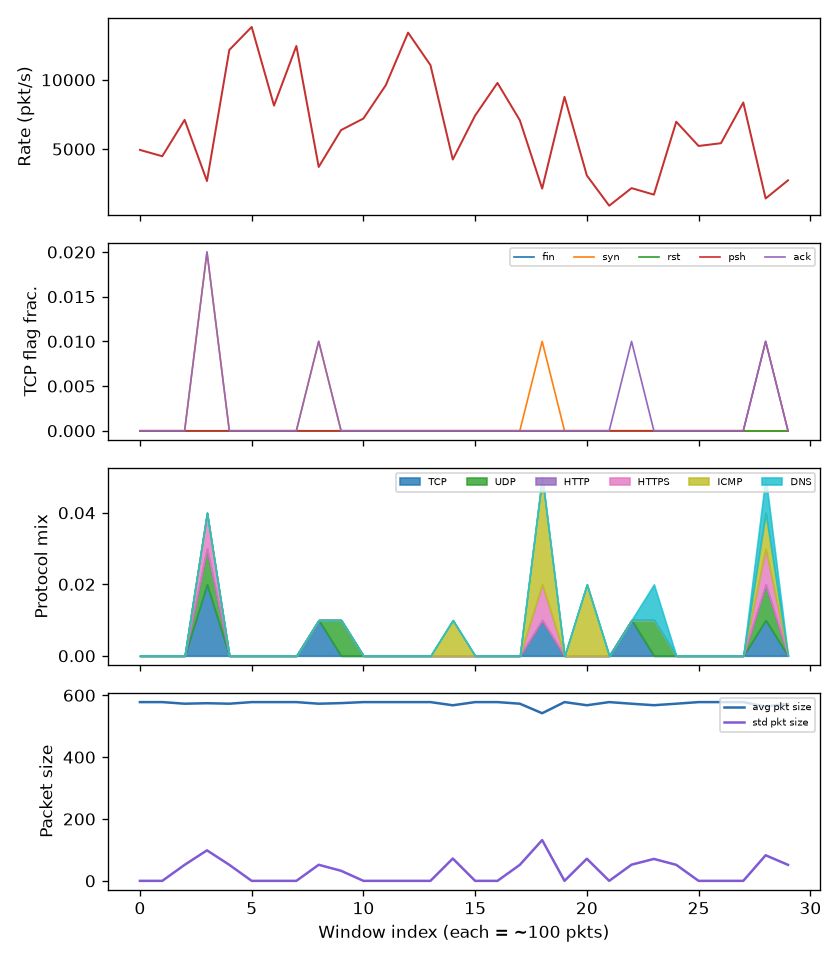 Rate (pkt/s)
10000
5000
TCP flag frac.
0.020
0.015
0.010
0.005
0.000
fin syn rst psh ack
Protocol mix
0.04
0.02
0.00
TCP UDP HTTP HTTPS ICMP DNS
Packet size
600
400
200
0
avg pkt size
std pkt size
0 5 10 15 20 25 30
Window index (each = ~100 pkts)